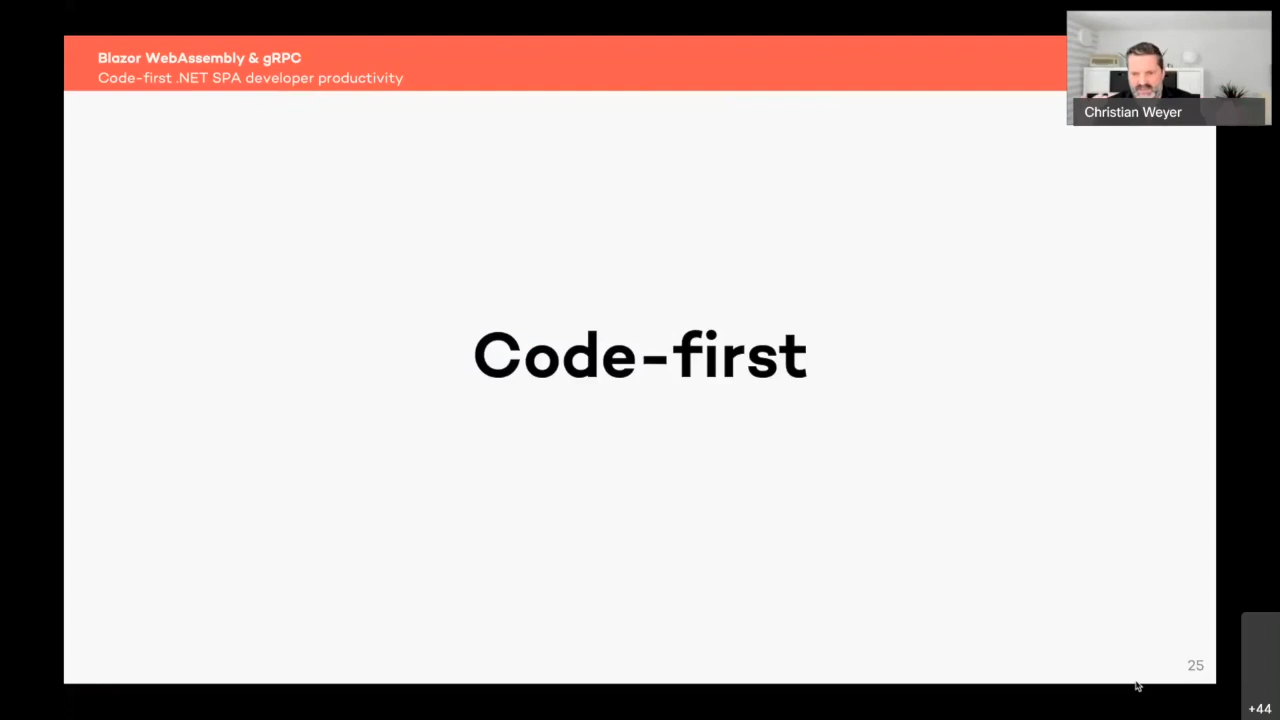 Blazor WebAssembly & gRPC
Code-first .NET SPA developer productivity
Christian Weyer
Code-first
25
+44